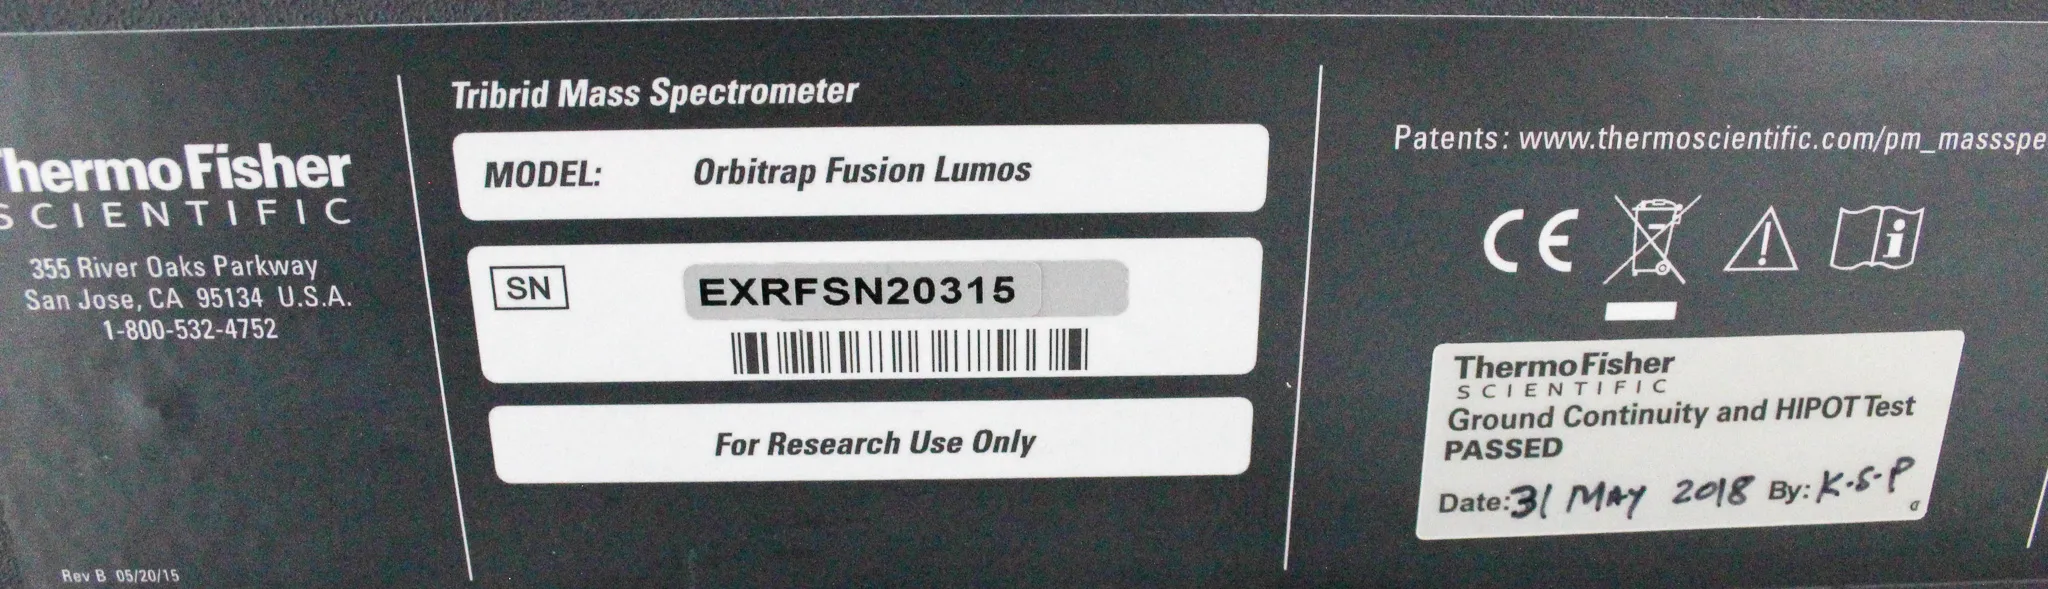 ThermoFisher
SCIENTIFIC
355 River Oaks Parkway
San Jose, CA 95134 U.S.A.
1-800-532-4752
Rev B 05/20/15
Tribrid Mass Spectrometer
MODEL: Orbitrap Fusion Lumos
SN EXRFSN20315
For Research Use Only
Patents: www.thermoscientific.com/pm_massspe
CE
ThermoFisher
SCIENTIFIC
Ground Continuity and HIPOT Test
PASSED
Date: 31 MAY 2018 By: K.S.P